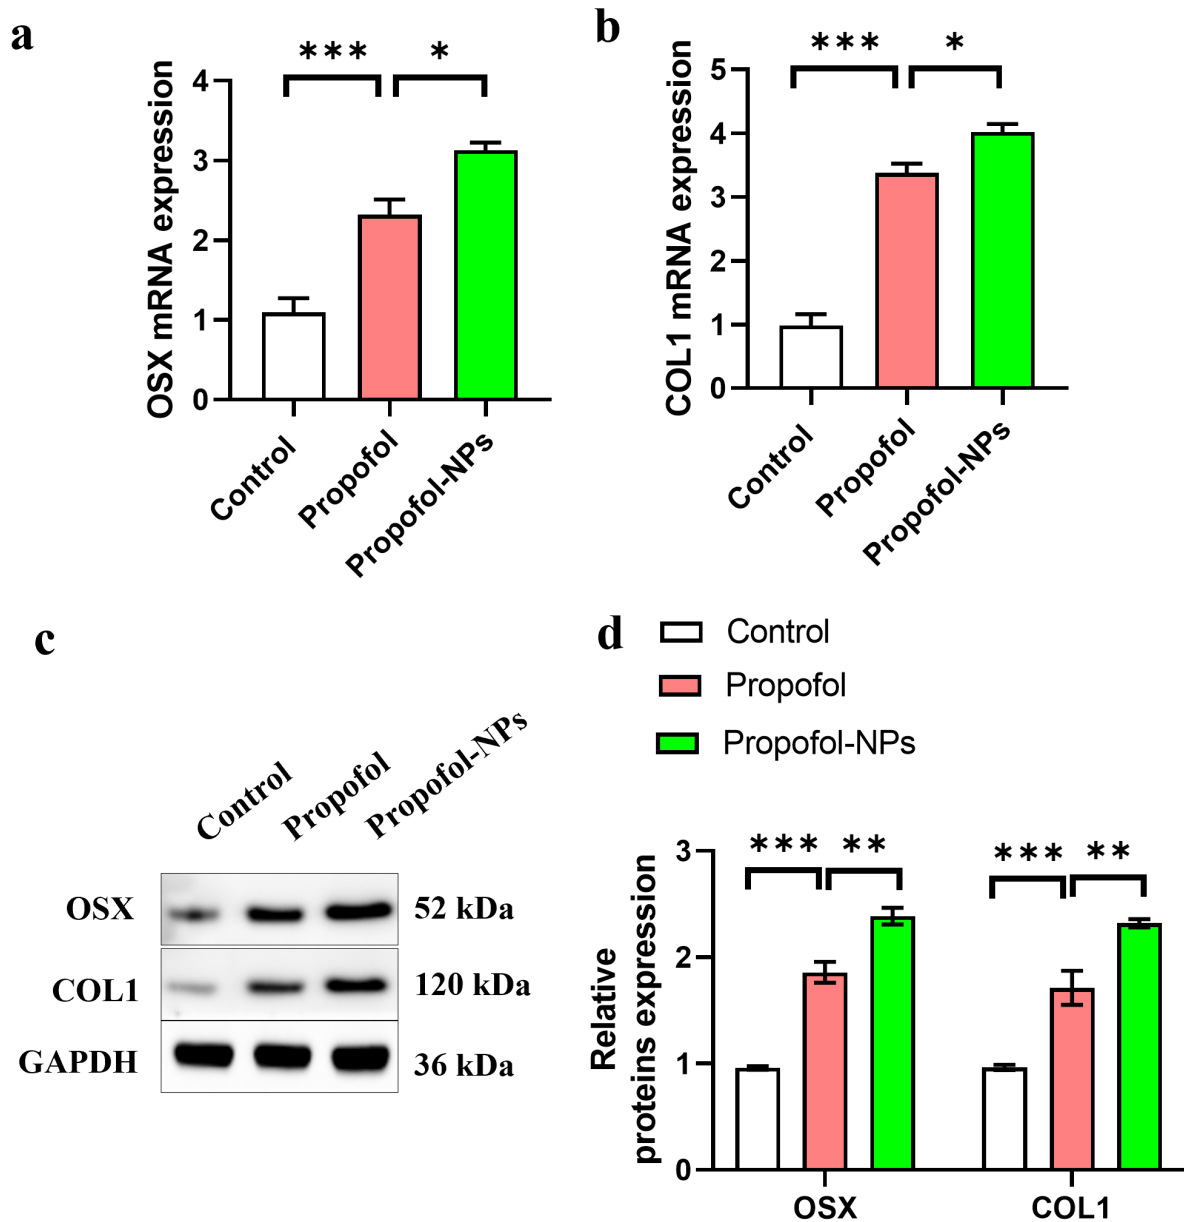 a
***
*
OSX mRNA expression
4
3
2
1
0
Control
Propofol
Propofol-NPs
b
***
*
COL1 mRNA expression
5
4
3
2
1
0
Control
Propofol
Propofol-NPs
c
Control
Propofol
Propofol-NPs
OSX
52 kDa
COL1
120 kDa
GAPDH
36 kDa
d
Control
Propofol
Propofol-NPs
Relative
proteins expression
3
2
1
0
***
**
***
**
OSX
COL1